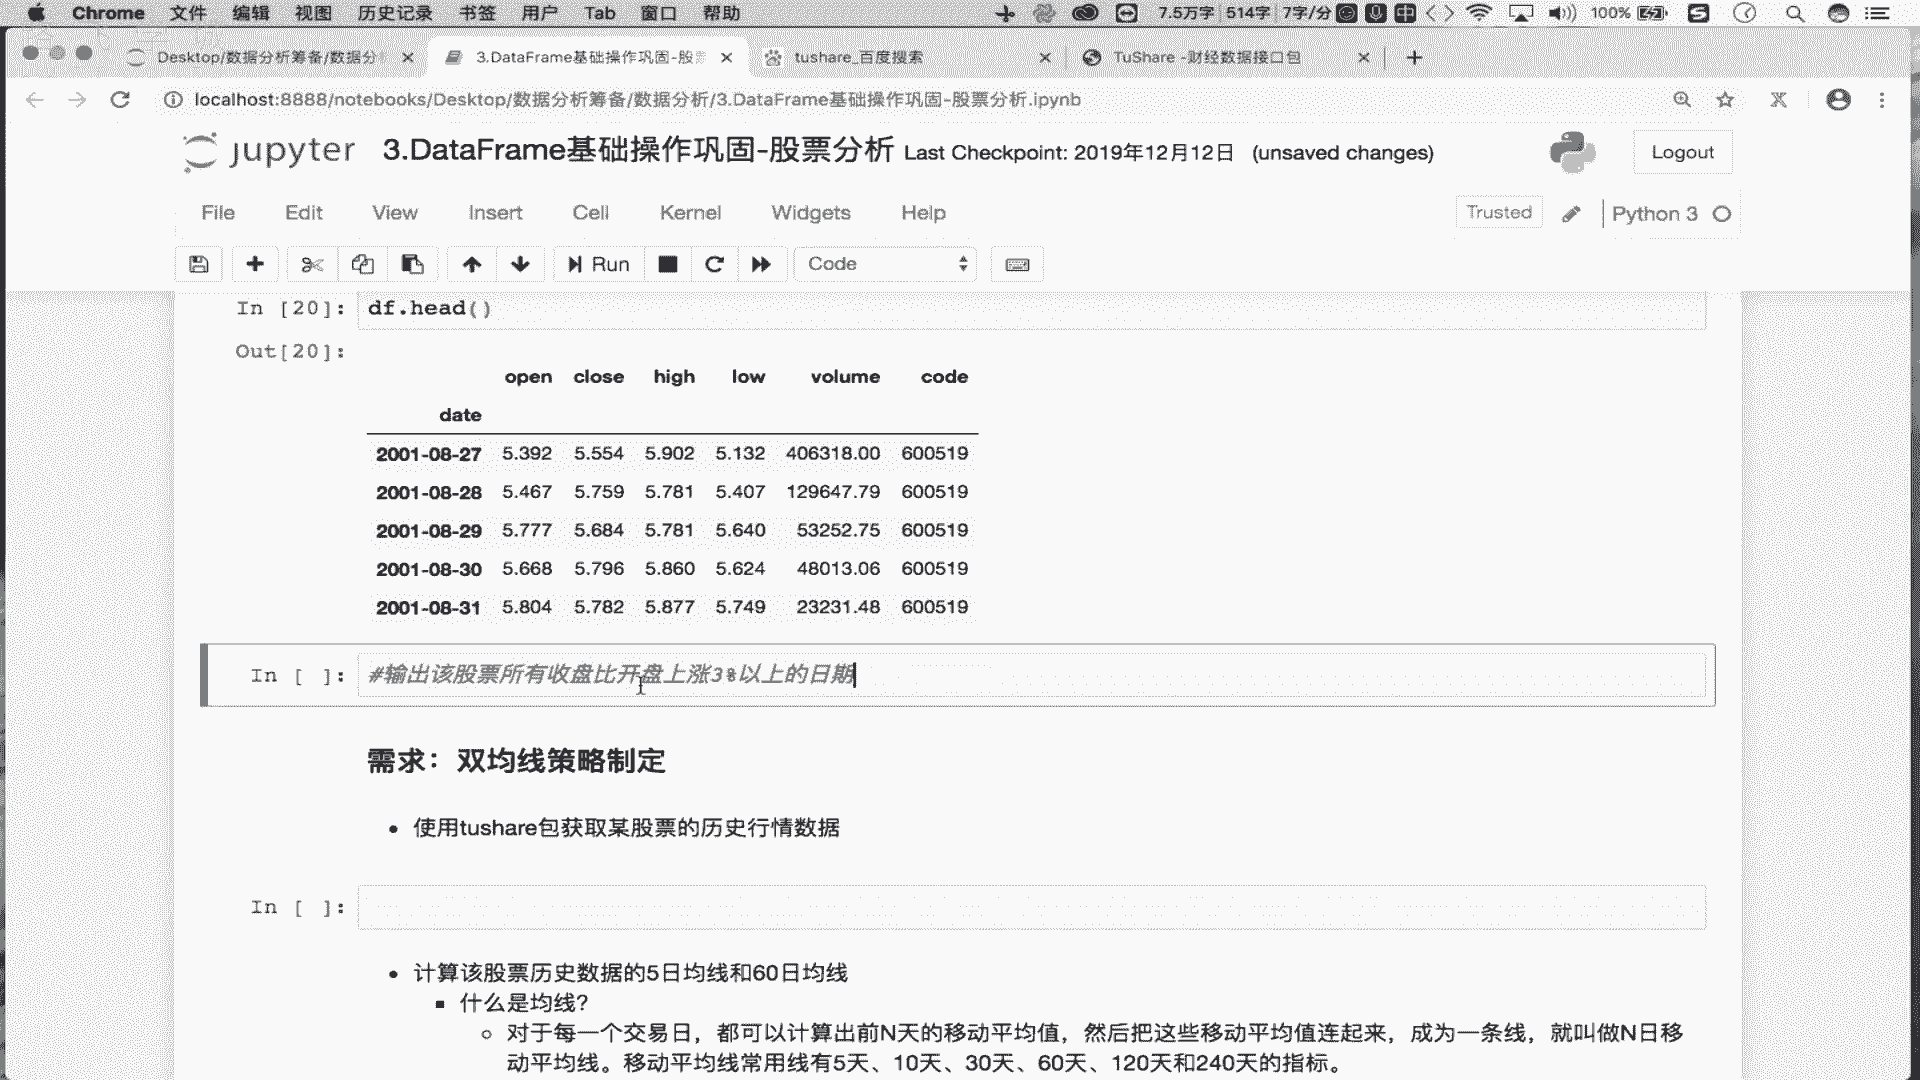 Chrome 文件 编辑 视图 历史记录 书签 用户 Tab 窗口 帮助 7.5万字 514字 7字/分 中 100%
Desktop/数据分析筹备/数据分 3.DataFrame基础操作巩固-股 tushare_百度搜索 TuShare -财经数据接口包
localhost:8888/notebooks/Desktop/数据分析筹备/数据分析/3.DataFrame基础操作巩固-股票分析.ipynb
jupyter 3.DataFrame基础操作巩固-股票分析 Last Checkpoint: 2019年12月12日 (unsaved changes) Logout
File Edit View Insert Cell Kernel Widgets Help Trusted Python 3
Run Code
In [20]: df.head()
Out[20]:
open close high low volume code
date
2001-08-27 5.392 5.554 5.902 5.132 406318.00 600519
2001-08-28 5.467 5.759 5.781 5.407 129647.79 600519
2001-08-29 5.777 5.684 5.781 5.640 53252.75 600519
2001-08-30 5.668 5.796 5.860 5.624 48013.06 600519
2001-08-31 5.804 5.782 5.877 5.749 23231.48 600519
In [ ]: #输出该股票所有收盘比开盘上涨3%以上的日期
需求：双均线策略制定
• 使用tushare包获取某股票的历史行情数据
In [ ]:
• 计算该股票历史数据的5日均线和60日均线
▪ 什么是均线？
○ 对于每一个交易日，都可以计算出前N天的移动平均值，然后把这些移动平均值连起来，成为一条线，就叫做N日移
动平均线。移动平均线常用线有5天、10天、30天、60天、120天和240天的指标。